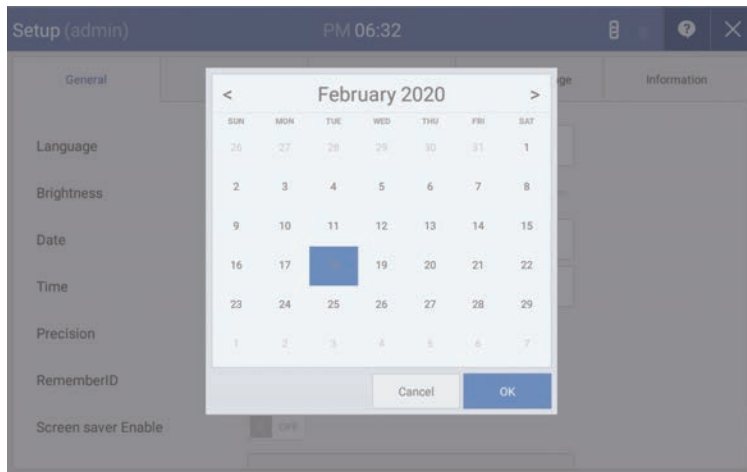 Setup (admin)
PM 06:32
General
ge
Information
Language
Brightness
Date
Time
Precision
RememberID
Screen saver Enable
OFF
< February 2020 >
SUN MON TUE WED THU FRI SAT
26 27 28 29 30 31 1
2 3 4 5 6 7 8
9 10 11 12 13 14 15
16 17 18 19 20 21 22
23 24 25 26 27 28 29
1 2 3 4 5 6 7
Cancel OK